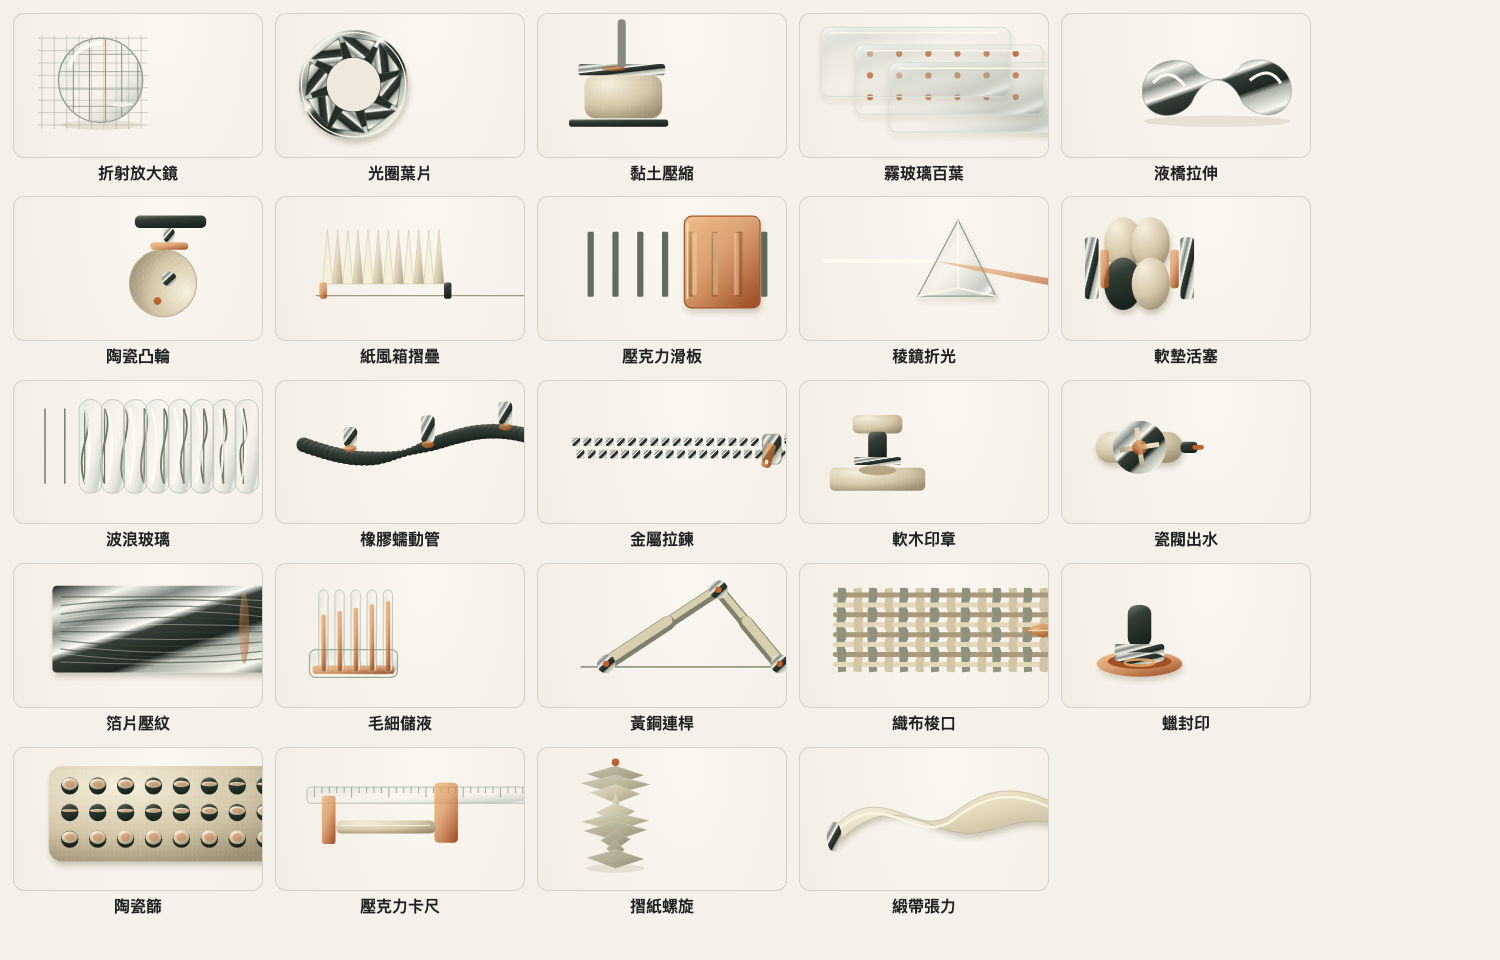 折射放大鏡
光圈葉片
黏土壓縮
霧玻璃百葉
液橋拉伸
陶瓷凸輪
紙風箱摺疊
壓克力滑板
稜鏡折光
軟墊活塞
波浪玻璃
橡膠蠕動管
金屬拉鍊
軟木印章
瓷閥出水
箔片壓紋
毛細儲液
黃銅連桿
織布梭口
蠟封印
陶瓷篩
壓克力卡尺
摺紙螺旋
緞帶張力